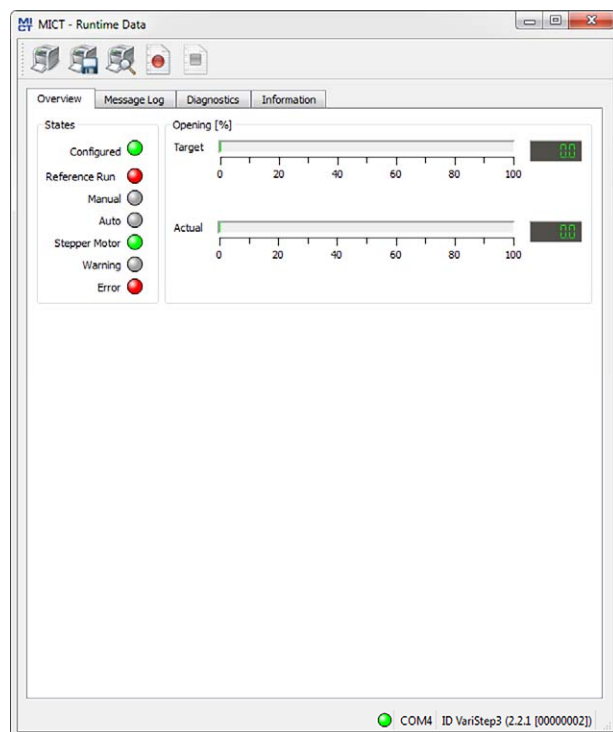 MICT MICT - Runtime Data
Overview Message Log Diagnostics Information
States
Configured
Reference Run
Manual
Auto
Stepper Motor
Warning
Error
Opening [%]
Target
0.0
0 20 40 60 80 100
Actual
0.0
0 20 40 60 80 100
COM4 ID VariStep3 (2.2.1 [00000002])